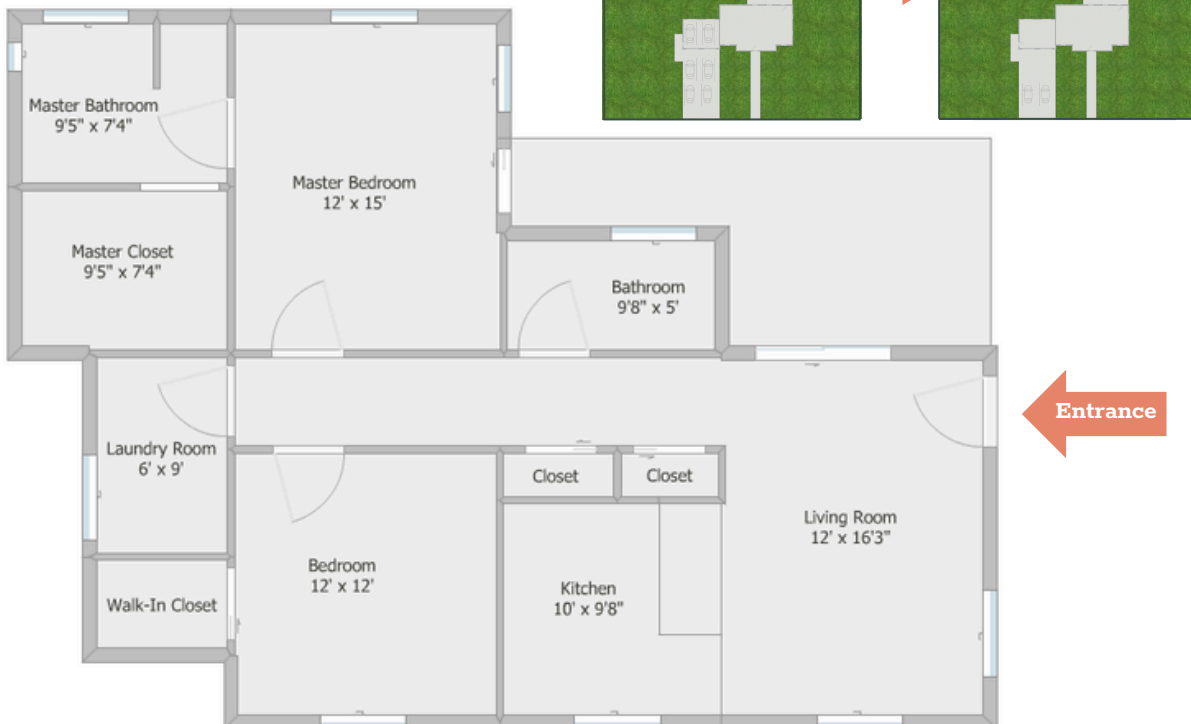 Master Bathroom
9'5" x 7'4"
Master Bedroom
12' x 15'
Master Closet
9'5" x 7'4"
Bathroom
9'8" x 5'
Entrance
Laundry Room
6' x 9'
Closet
Closet
Living Room
12' x 16'3"
Bedroom
12' x 12'
Kitchen
10' x 9'8"
Walk-In Closet